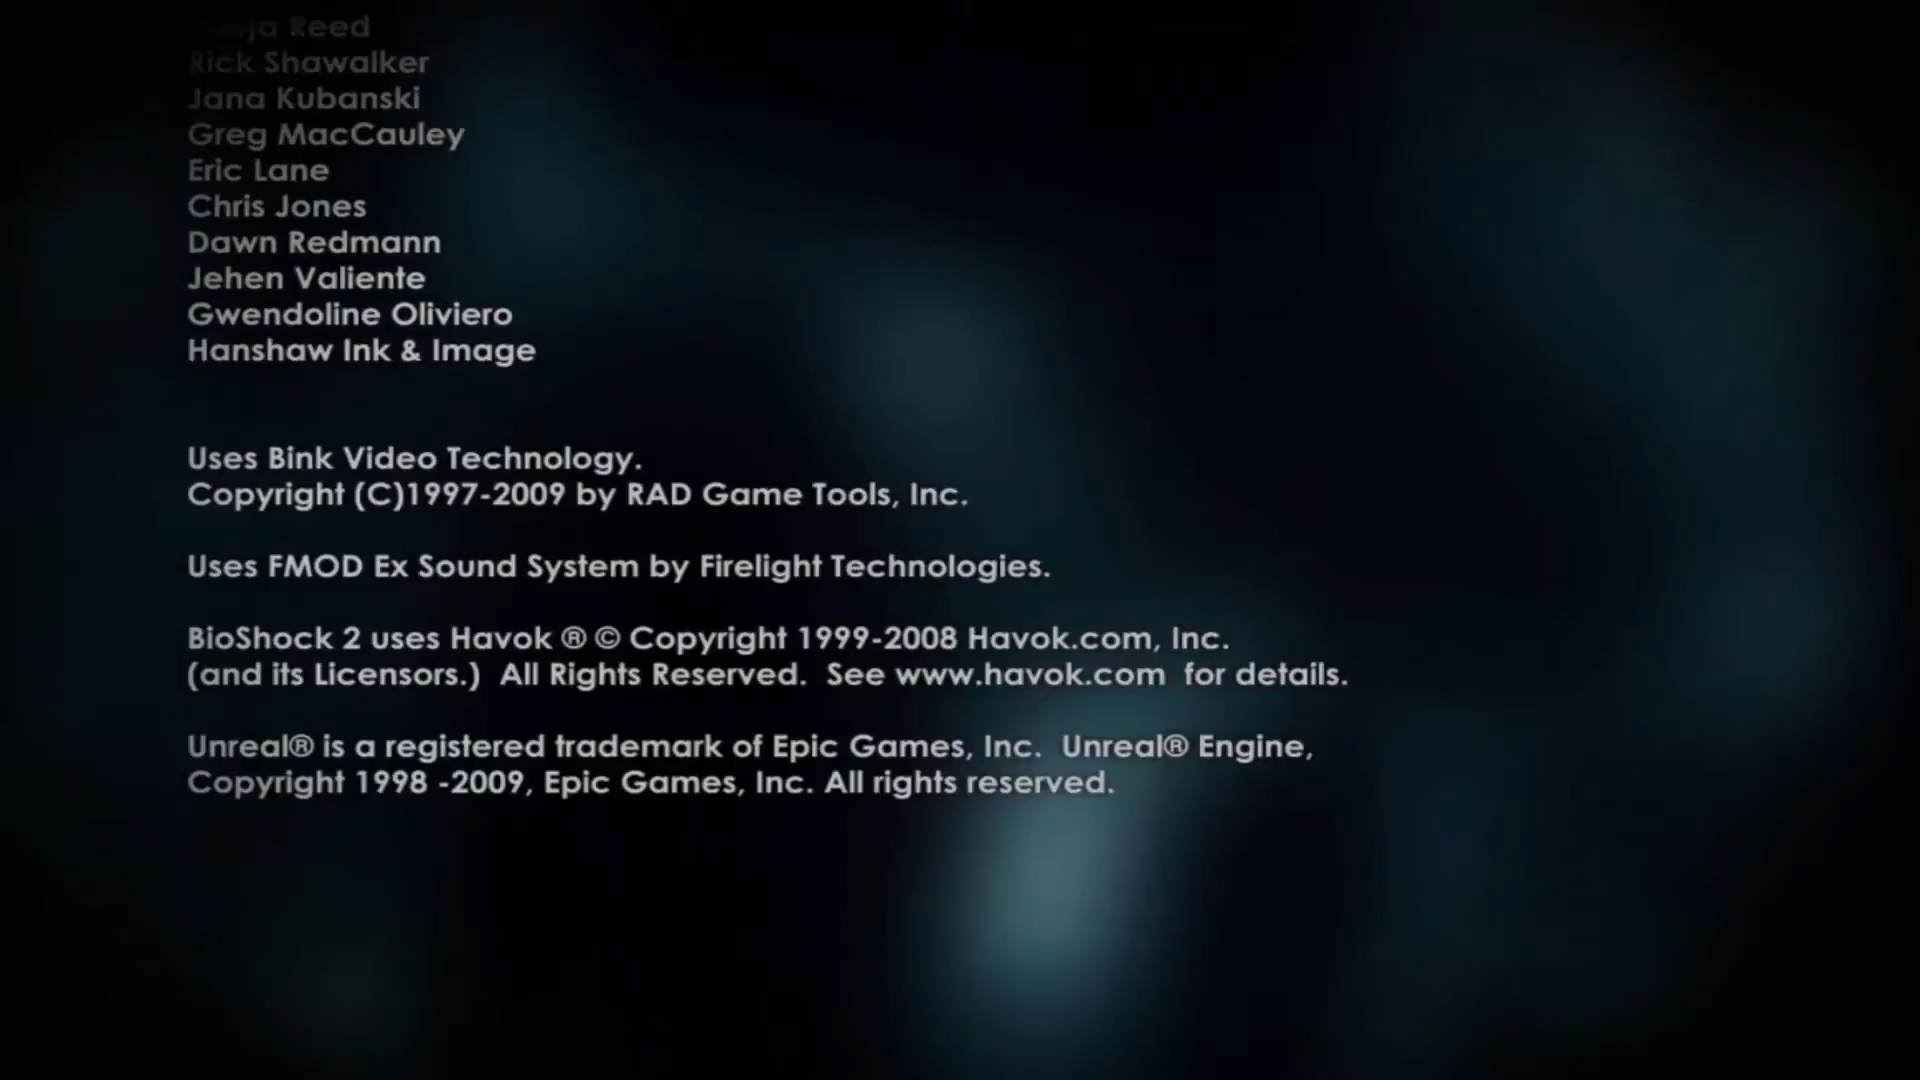 Reed
Rick Shawalker
Jana Kubanski
Greg MacCauley
Eric Lane
Chris Jones
Dawn Redmann
Jehen Valiente
Gwendoline Oliviero
Hanshaw Ink & Image
Uses Bink Video Technology.
Copyright (C)1997-2009 by RAD Game Tools, Inc.
Uses FMOD Ex Sound System by Firelight Technologies.
BioShock 2 uses Havok ® © Copyright 1999-2008 Havok.com, Inc.
(and its Licensors.)  All Rights Reserved.  See www.havok.com  for details.
Unreal® is a registered trademark of Epic Games, Inc.  Unreal® Engine,
Copyright 1998 -2009, Epic Games, Inc. All rights reserved.